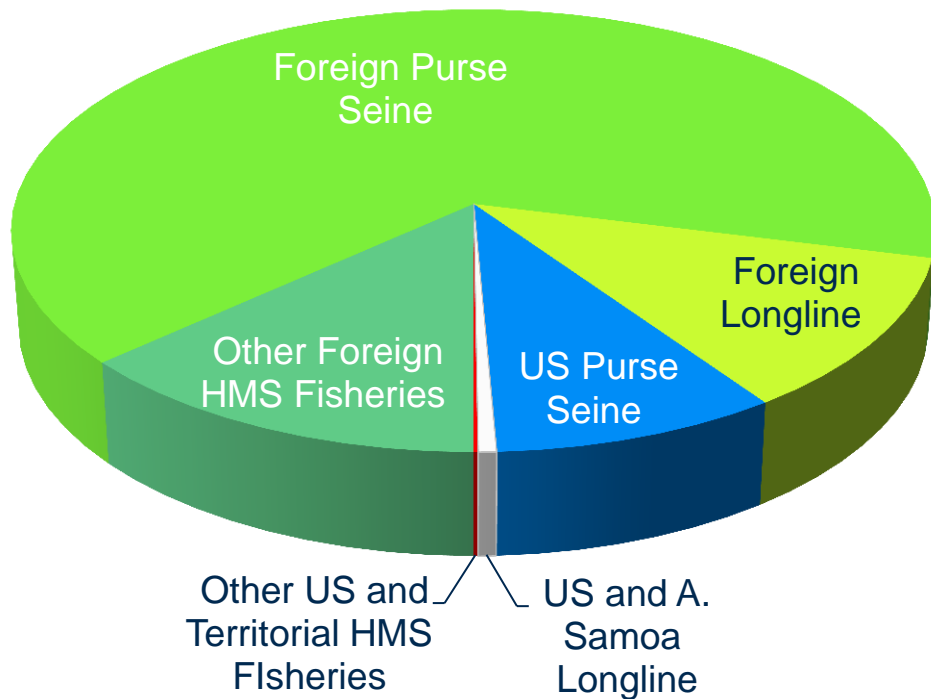 Foreign Purse
Seine
Foreign
Longline
Other Foreign
HMS Fisheries
US Purse
Seine
Other US and
Territorial HMS
FIsheries
US and A.
Samoa
Longline